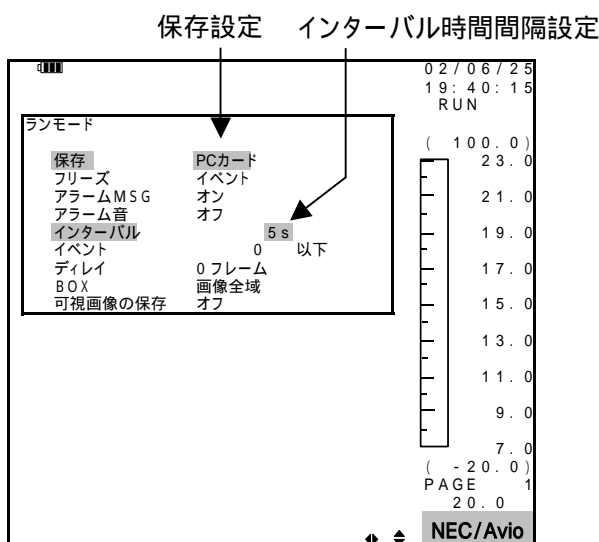 保存設定 インターバル時間間隔設定
02/06/25
19:40:15
RUN
ランモード
保存 PCカード
フリーズ イベント
アラームMSG オン
アラーム音 オフ
インターバル 5s
イベント 0 以下
ディレイ 0フレーム
BOX 画像全域
可視画像の保存 オフ
( 100.0)
23.0
21.0
19.0
17.0
15.0
13.0
11.0
9.0
7.0
( -20.0)
PAGE 1
20.0
NEC/Avio